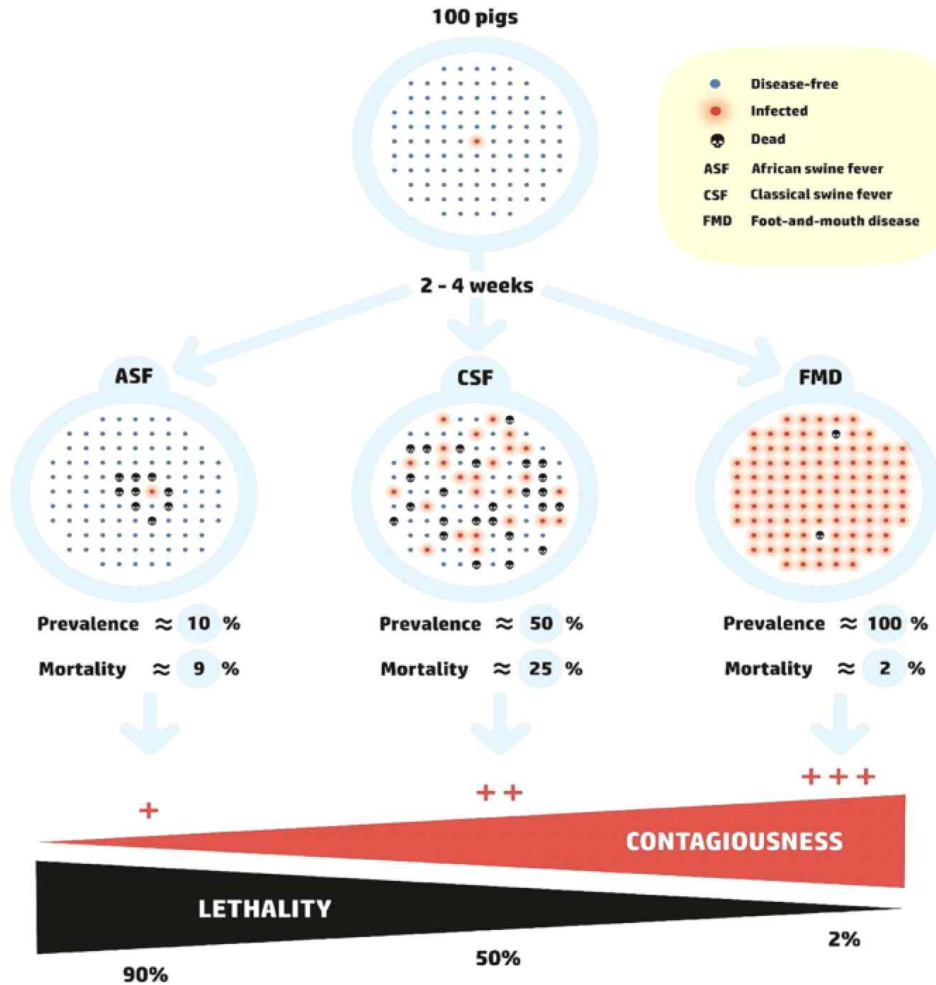 100 pigs
Disease-free
Infected
Dead
ASF African swine fever
CSF Classical swine fever
FMD Foot-and-mouth disease
2 - 4 weeks
ASF
CSF
FMD
Prevalence ≈ 10 %
Mortality ≈ 9 %
Prevalence ≈ 50 %
Mortality ≈ 25 %
Prevalence ≈ 100 %
Mortality ≈ 2 %
+
++
+++
CONTAGIOUSNESS
LETHALITY
90%
50%
2%